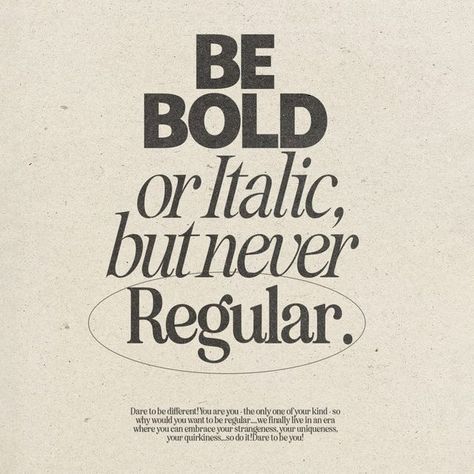 BE
BOLD
or Italic,
but never
Regular.
Dare to be different! You are you - the only one of your kind - so
why would you want to be regular....we finally live in an era
where you can embrace your strangeness, your uniqueness,
your quirkiness...so do it! Dare to be you!